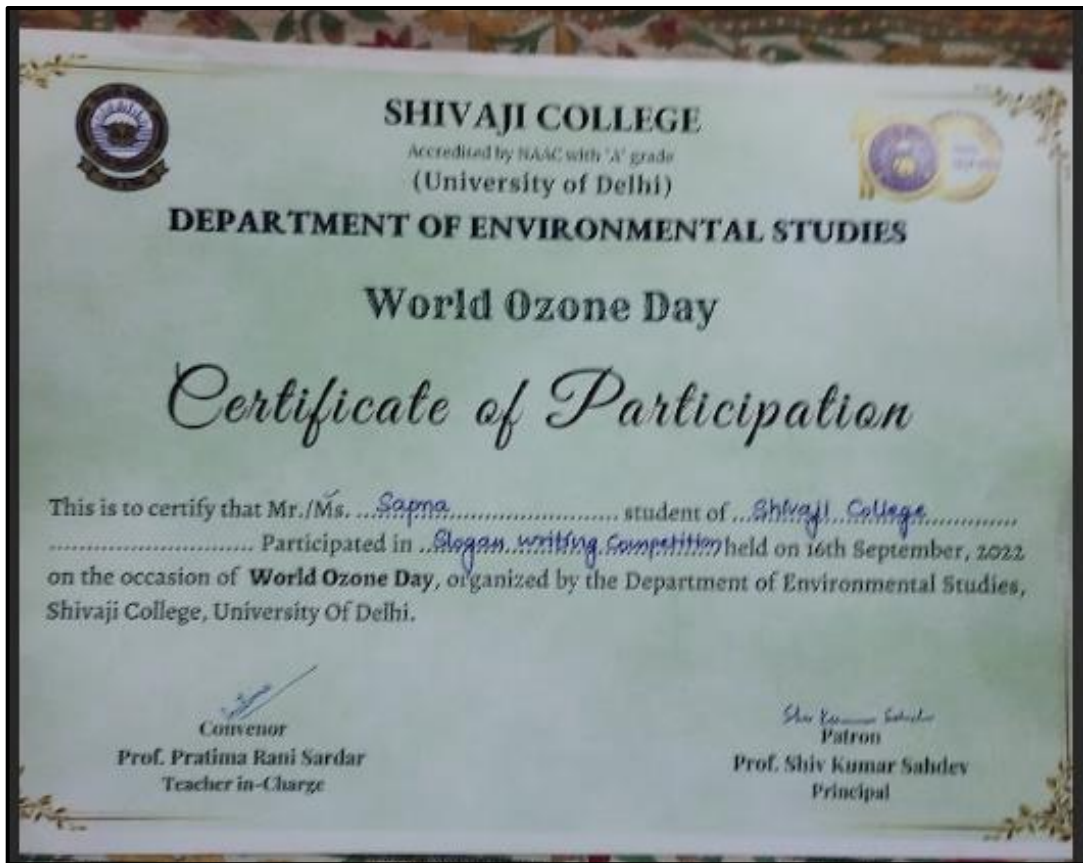 SHIVAJI COLLEGE
Accredited by NAAC with 'A' grade
(University of Delhi)
DEPARTMENT OF ENVIRONMENTAL STUDIES
World Ozone Day
Certificate of Participation
This is to certify that Mr./Ms. ...Sapna........................ student of ...Shivaji College..............
............................ Participated in ..Slogan writing Competition held on 16th September, 2022
on the occasion of World Ozone Day, organized by the Department of Environmental Studies,
Shivaji College, University Of Delhi.
Convenor
Prof. Pratima Rani Sardar
Teacher in-Charge
Shiv Kumar Sahdev
Patron
Prof. Shiv Kumar Sahdev
Principal